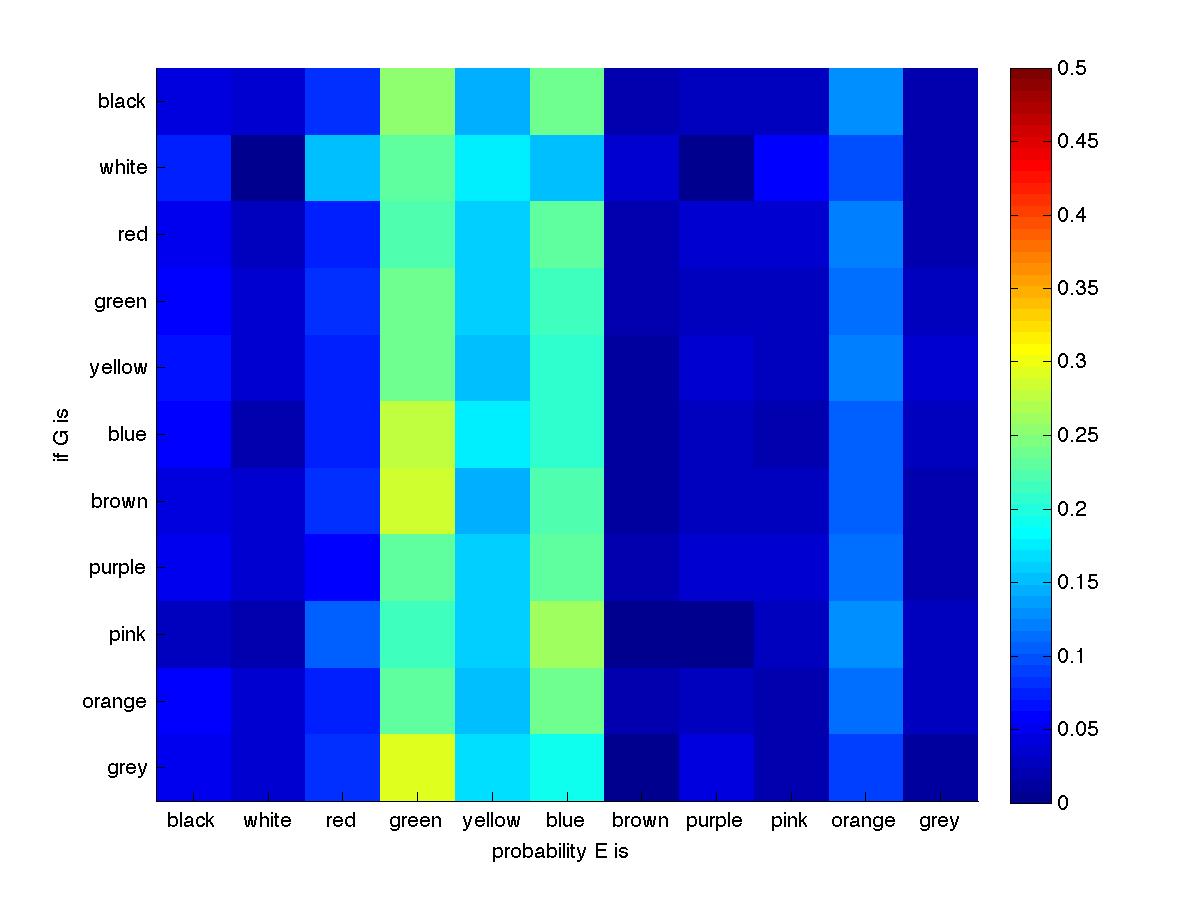 black
white
red
green
yellow
blue
brown
purple
pink
orange
grey
if G is
black white red green yellow blue brown purple pink orange grey
probability E is
0.5
0.45
0.4
0.35
0.3
0.25
0.2
0.15
0.1
0.05
0